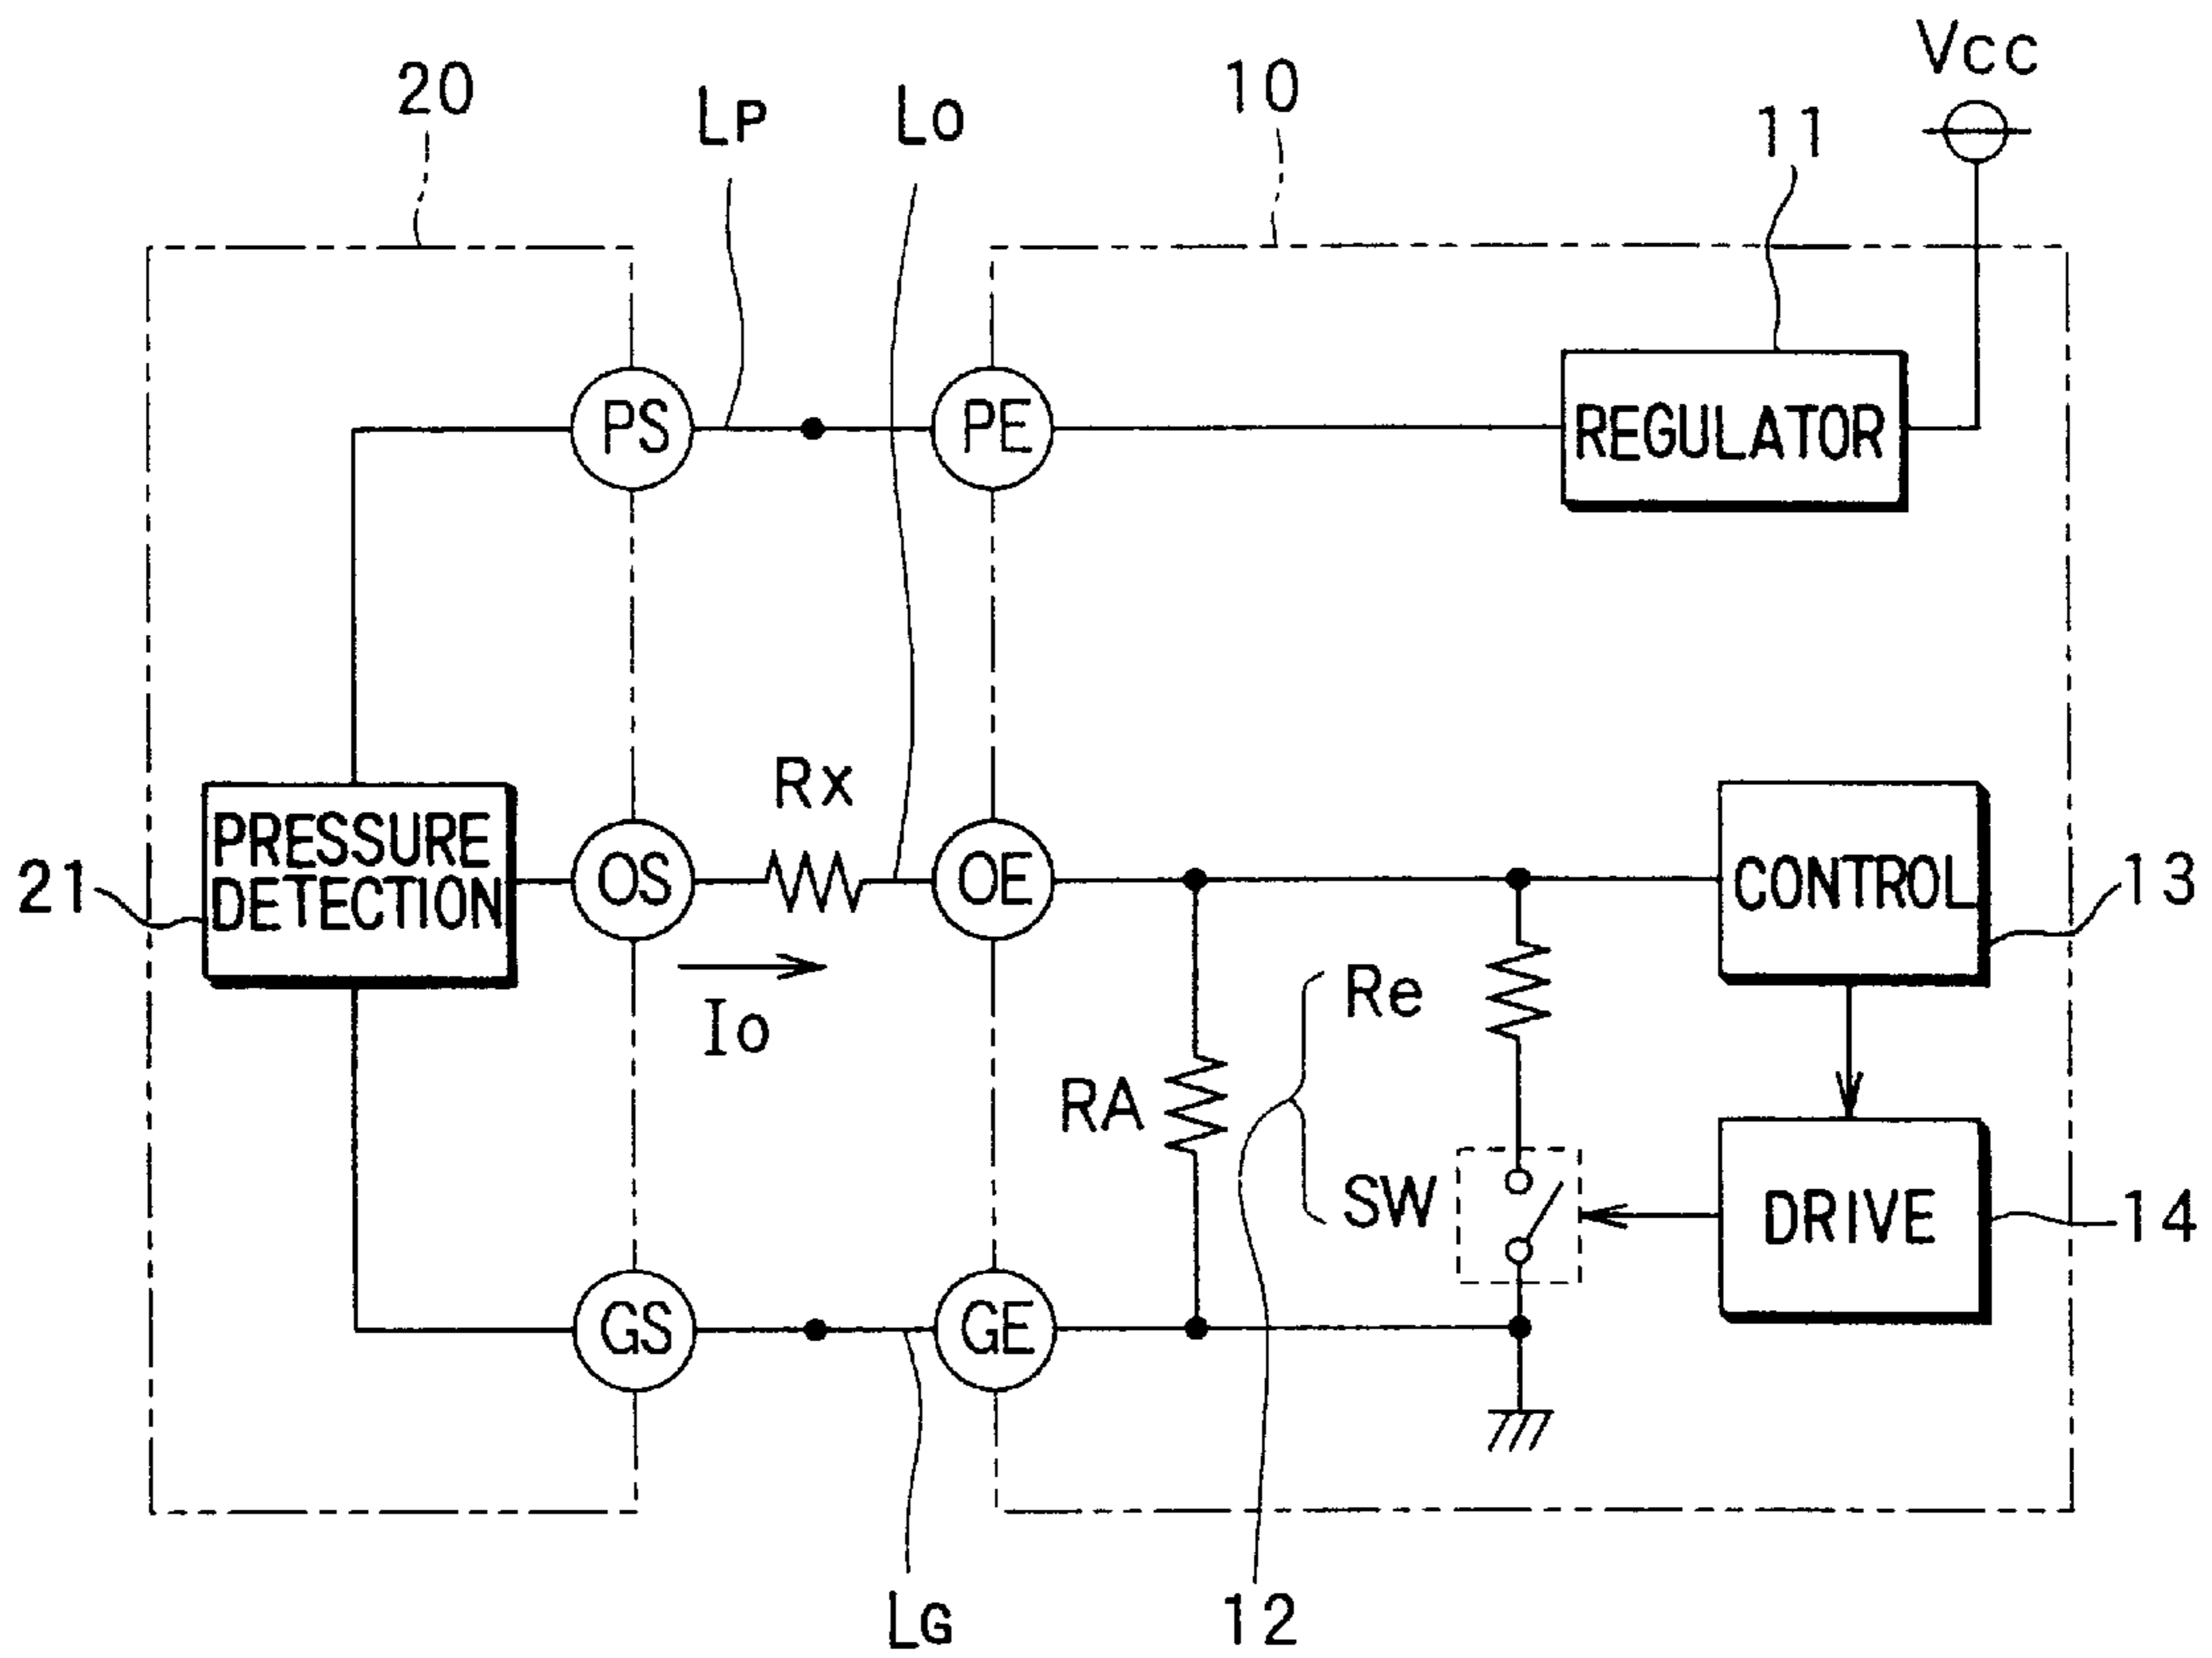 Vcc
20
LP
LO
10
11
PS
PE
REGULATOR
Rx
PRESSURE
DETECTION
21
OS
OE
CONTROL
13
Io
Re
RA
SW
DRIVE
14
GS
GE
LG
12